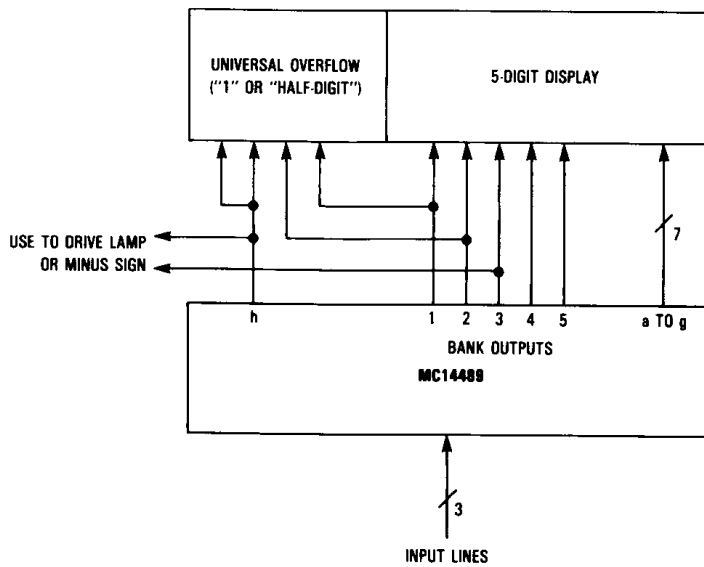 UNIVERSAL OVERFLOW
("1" OR "HALF-DIGIT")
5-DIGIT DISPLAY
USE TO DRIVE LAMP
OR MINUS SIGN
7
h 1 2 3 4 5 a TO g
BANK OUTPUTS
MC14489
3
INPUT LINES